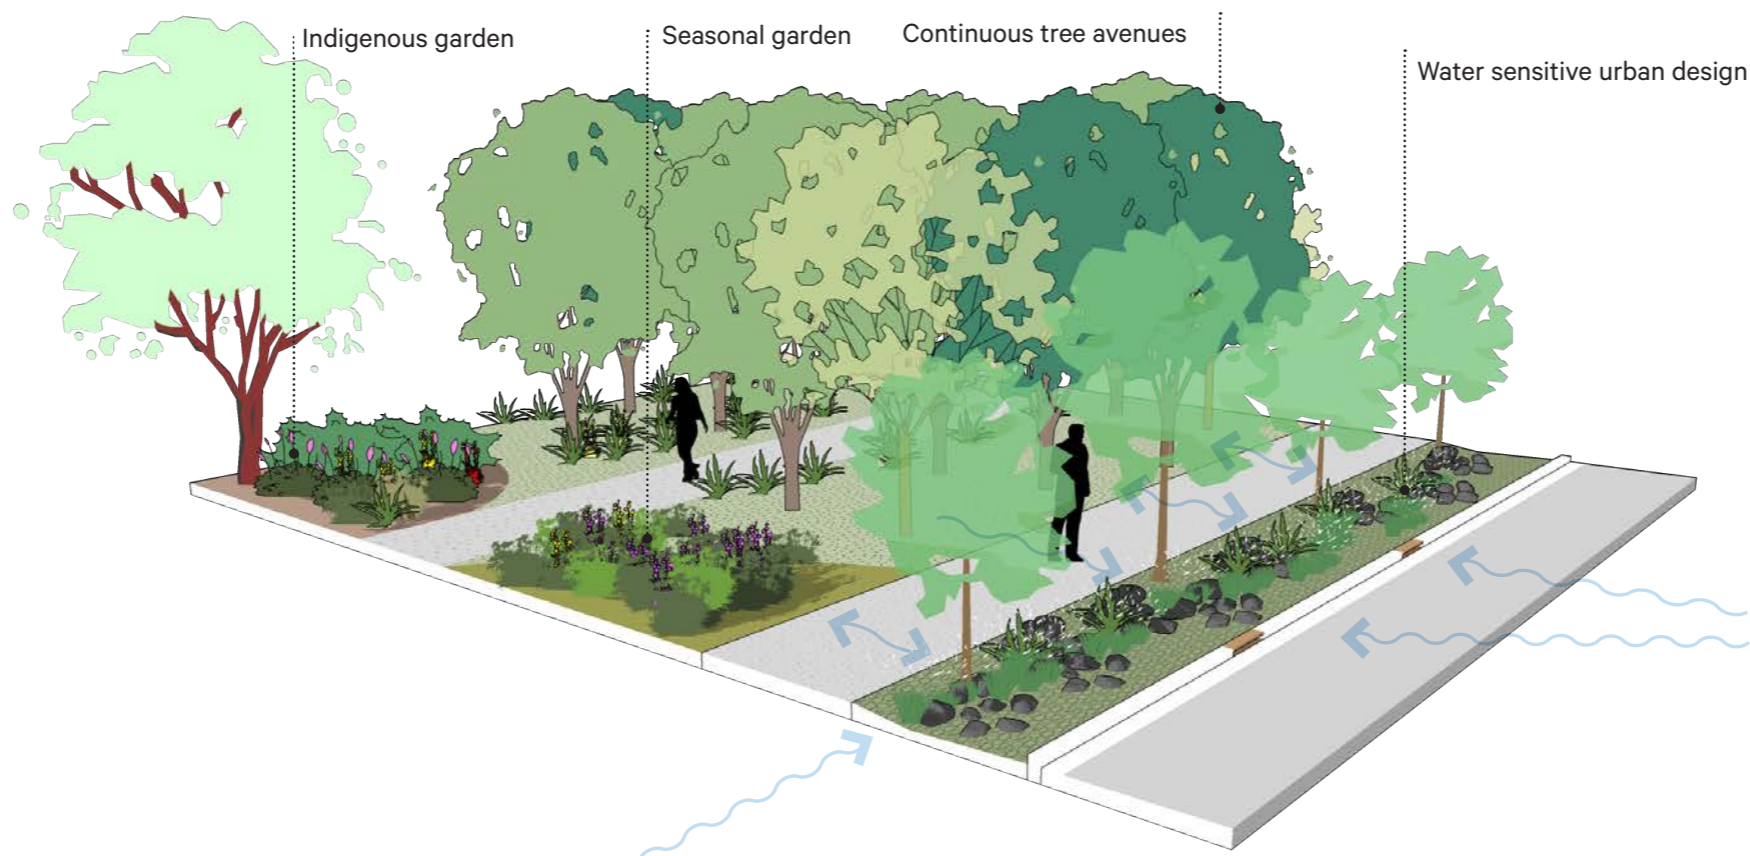 Indigenous garden
Seasonal garden
Continuous tree avenues
Water sensitive urban design